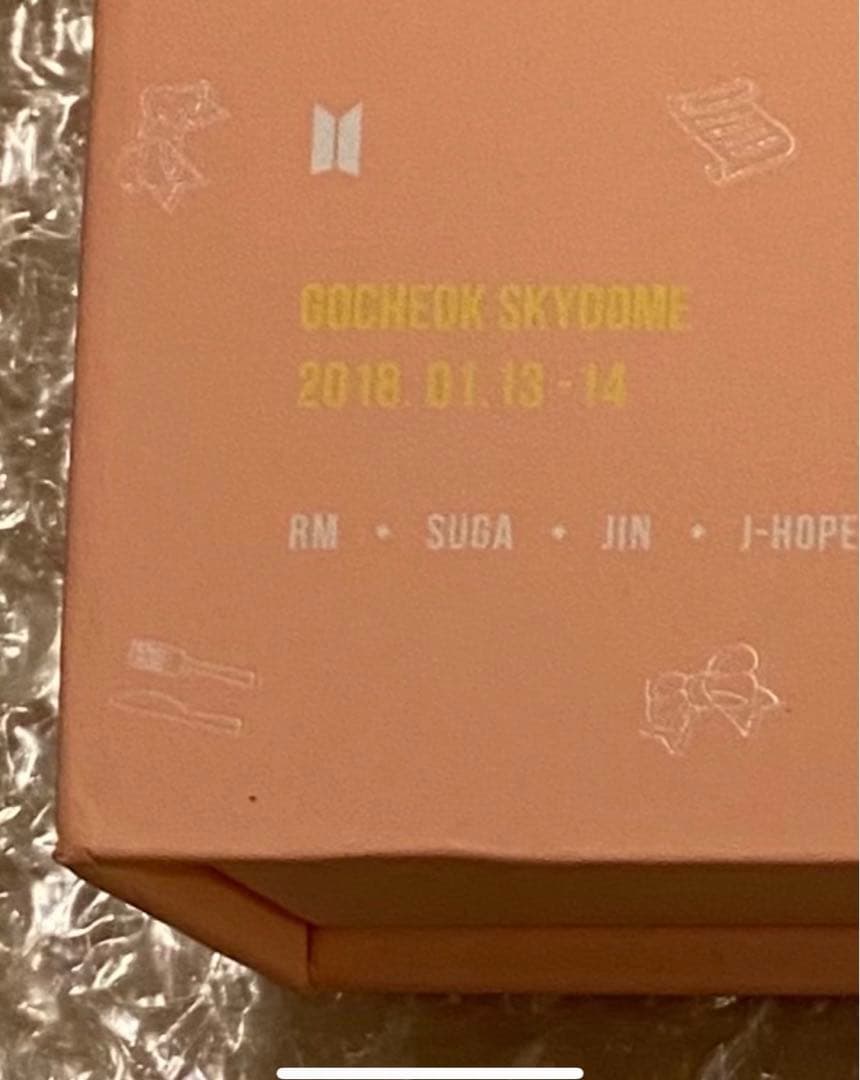 GOCHEOK SKYDOME
2018. 01. 13 - 14
RM • SUGA • JIN • J-HOPE